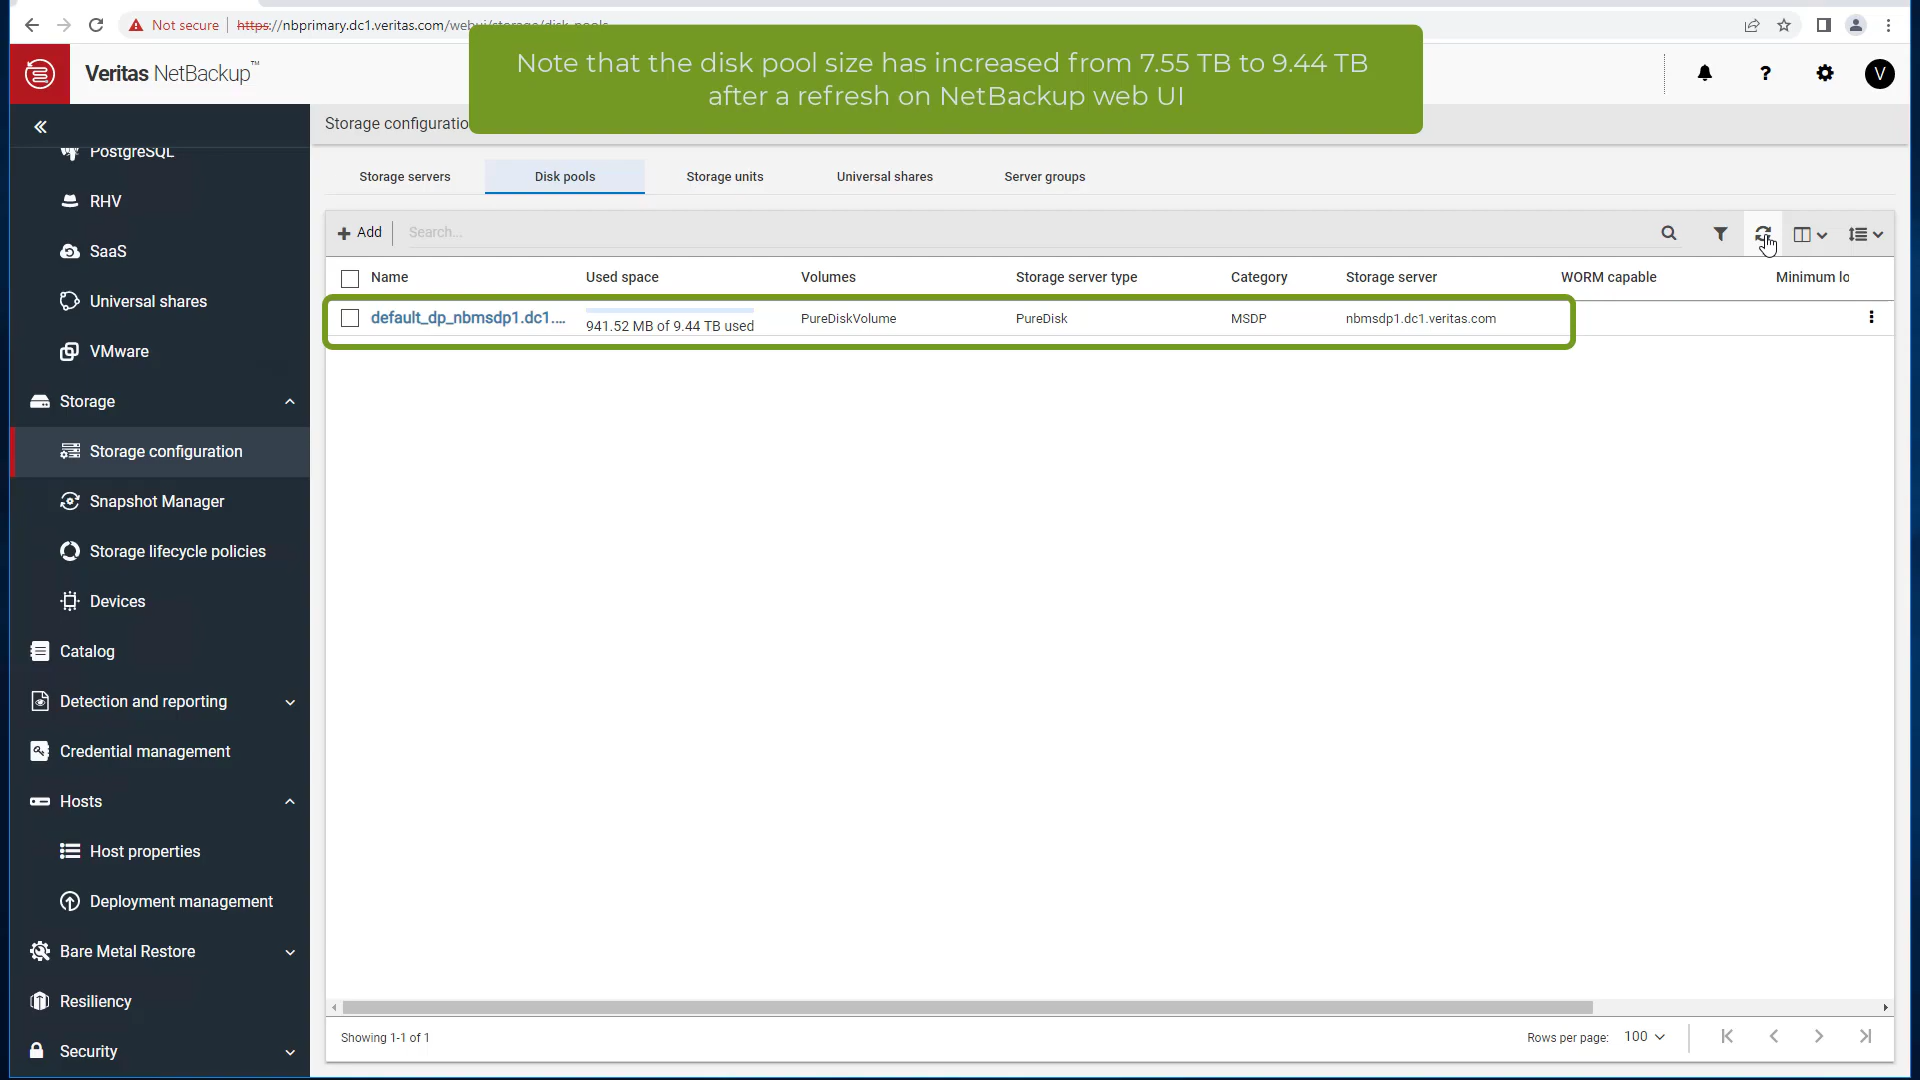 Not secure
https://nbprimary.dc1.veritas.com/webui/storage/disk-pools
Note that the disk pool size has increased from 7.55 TB to 9.44 TB
after a refresh on NetBackup web UI
Veritas NetBackup™
?
V
Storage configuratio
PostgreSQL
RHV
SaaS
Universal shares
VMware
Storage
Storage configuration
Snapshot Manager
Storage lifecycle policies
Devices
Catalog
Detection and reporting
Credential management
Hosts
Host properties
Deployment management
Bare Metal Restore
Resiliency
Security
Storage servers
Disk pools
Storage units
Universal shares
Server groups
Add
Search...
Name
Used space
Volumes
Storage server type
Category
Storage server
WORM capable
Minimum lo
default_dp_nbmsdp1.dc1....
941.52 MB of 9.44 TB used
PureDiskVolume
PureDisk
MSDP
nbmsdp1.dc1.veritas.com
Showing 1-1 of 1
Rows per page:
100